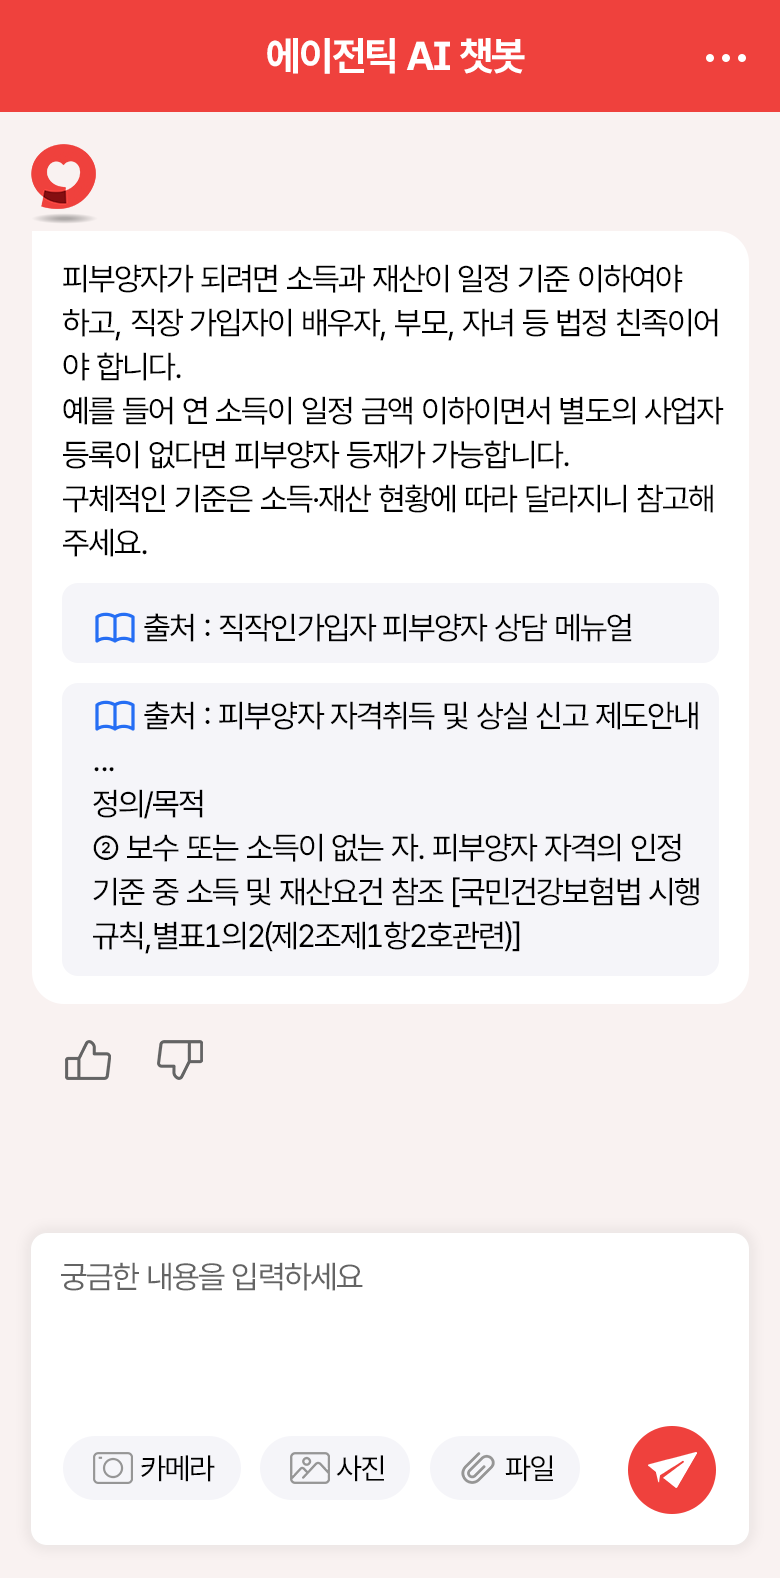 에이전틱 AI 챗봇
피부양자가 되려면 소득과 재산이 일정 기준 이하여야
하고, 직장 가입자이 배우자, 부모, 자녀 등 법정 친족이어
야 합니다.
예를 들어 연 소득이 일정 금액 이하이면서 별도의 사업자
등록이 없다면 피부양자 등재가 가능합니다.
구체적인 기준은 소득·재산 현황에 따라 달라지니 참고해
주세요.
출처 : 직작인가입자 피부양자 상담 메뉴얼
출처 : 피부양자 자격취득 및 상실 신고 제도안내
...
정의/목적
② 보수 또는 소득이 없는 자. 피부양자 자격의 인정
기준 중 소득 및 재산요건 참조 [국민건강보험법 시행
규칙,별표1의2(제2조제1항2호관련)]
궁금한 내용을 입력하세요
카메라 사진 파일